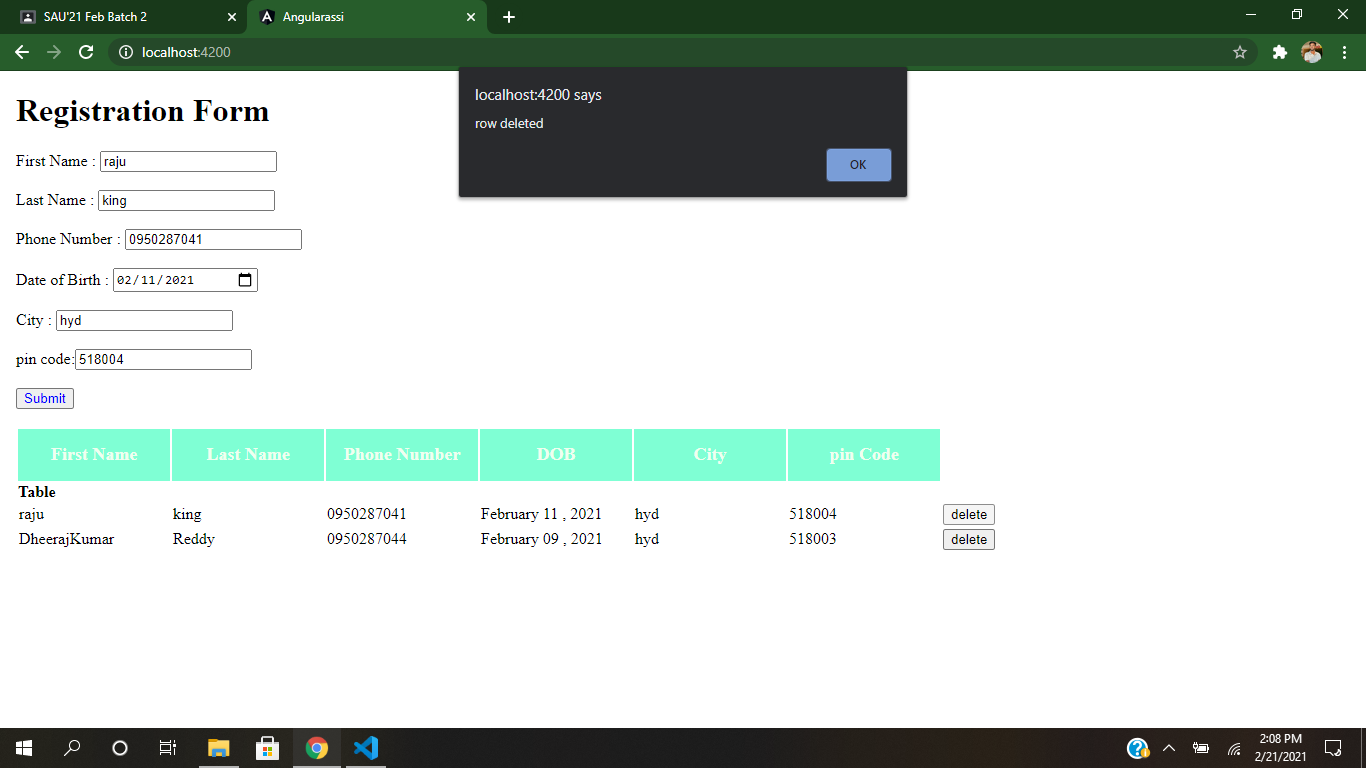 SAU'21 Feb Batch 2
Angularassi
localhost:4200
localhost:4200 says
row deleted
OK
Registration Form
First Name : raju
Last Name : king
Phone Number : 0950287041
Date of Birth : 02/11/2021
City : hyd
pin code: 518004
Submit
First Name Last Name Phone Number DOB City pin Code
Table
raju king 0950287041 February 11 , 2021 hyd 518004 delete
DheerajKumar Reddy 0950287044 February 09 , 2021 hyd 518003 delete
2:08 PM
2/21/2021